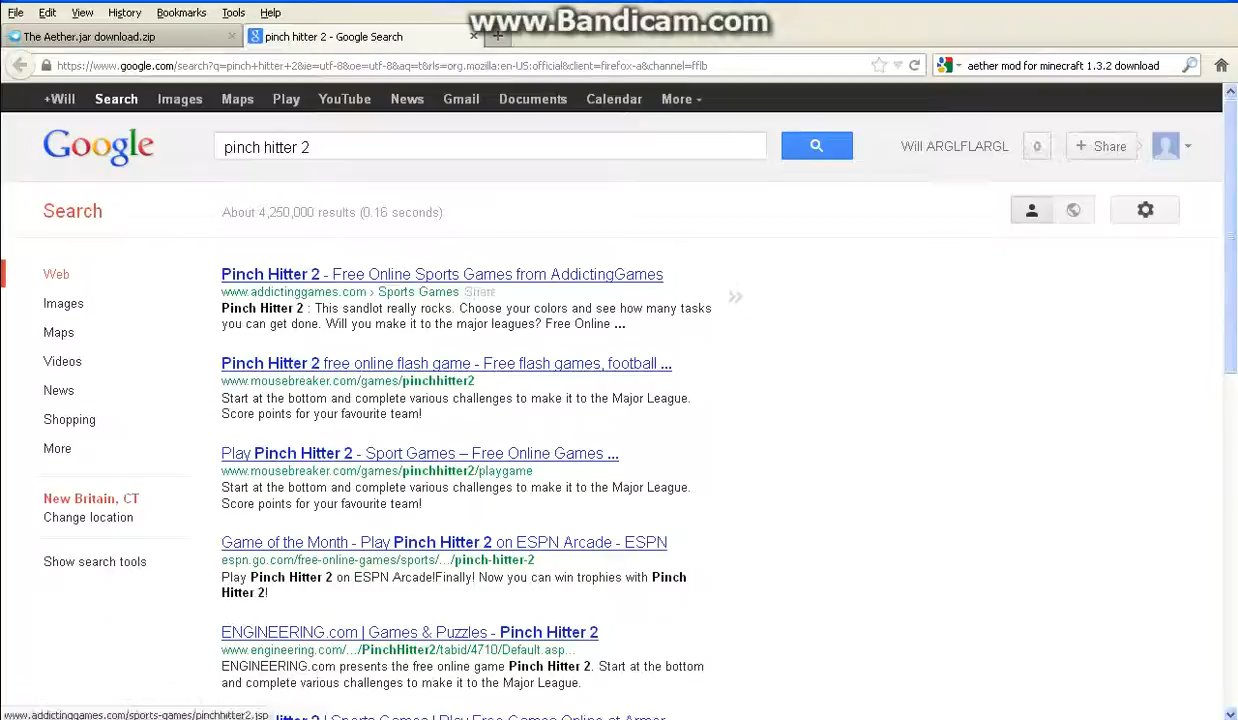 www.Bandicam.com
File Edit View History Bookmarks Tools Help
The Aether.jar download.zip × pinch hitter 2 - Google Search ×
https://www.google.com/search?q=pinch+hitter+2&ie=utf-8&oe=utf-8&aq=t&rls=org.mozilla:en-US:official&client=firefox-a&channel=fflb aether mod for minecraft 1.3.2 download
+Will Search Images Maps Play YouTube News Gmail Documents Calendar More
Google pinch hitter 2 Will ARGLFLARGL 0 + Share
Search About 4,250,000 results (0.16 seconds)
Web
Images
Maps
Videos
News
Shopping
More
New Britain, CT
Change location
Show search tools
Pinch Hitter 2 - Free Online Sports Games from AddictingGames
www.addictinggames.com › Sports Games Share
Pinch Hitter 2 : This sandlot really rocks. Choose your colors and see how many tasks
you can get done. Will you make it to the major leagues? Free Online ...
Pinch Hitter 2 free online flash game - Free flash games, football ...
www.mousebreaker.com/games/pinchhitter2
Start at the bottom and complete various challenges to make it to the Major League.
Score points for your favourite team!
Play Pinch Hitter 2 - Sport Games – Free Online Games ...
www.mousebreaker.com/games/pinchhitter2/playgame
Start at the bottom and complete various challenges to make it to the Major League.
Score points for your favourite team!
Game of the Month - Play Pinch Hitter 2 on ESPN Arcade - ESPN
espn.go.com/free-online-games/sports/.../pinch-hitter-2
Play Pinch Hitter 2 on ESPN Arcade!Finally! Now you can win trophies with Pinch
Hitter 2!
ENGINEERING.com | Games & Puzzles - Pinch Hitter 2
www.engineering.com/.../PinchHitter2/tabid/4710/Default.asp...
ENGINEERING.com presents the free online game Pinch Hitter 2. Start at the bottom
and complete various challenges to make it to the Major League.
www.addictinggames.com/sports-games/pinchhitter2.jsp hitter 2 | Sports Games | Play Free Games Online at Armor